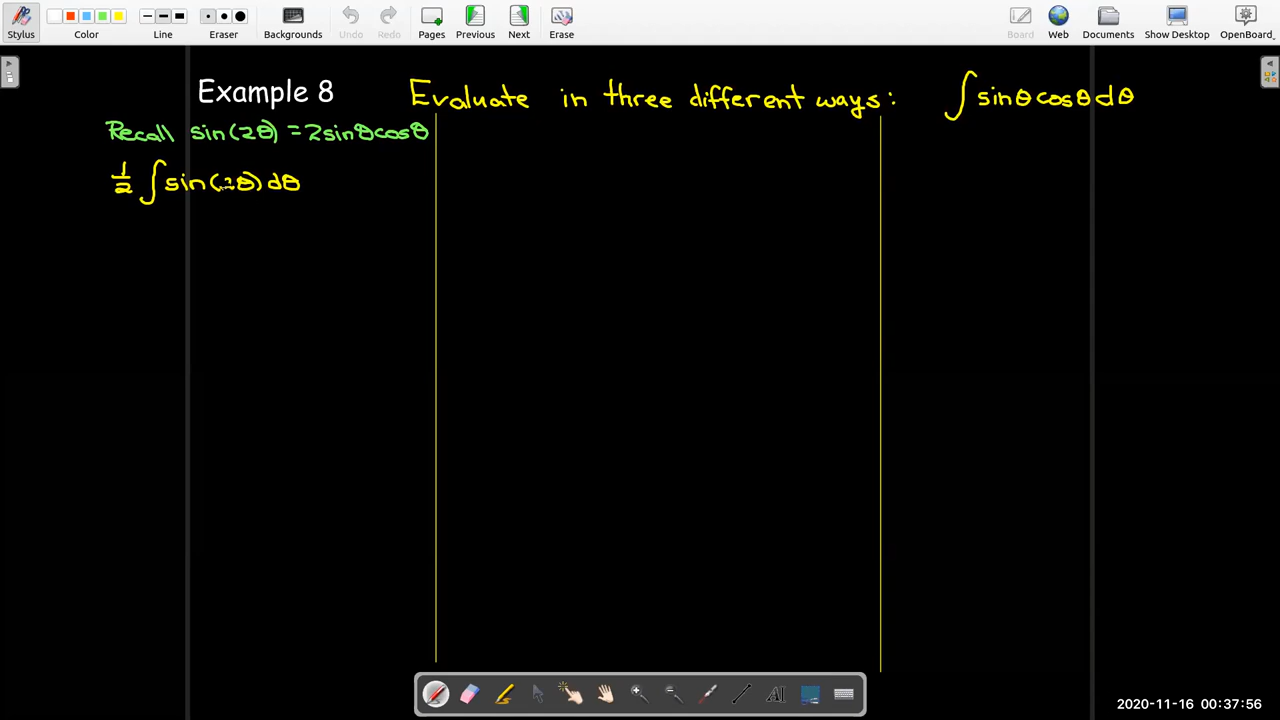 Stylus Color Line Eraser Backgrounds Undo Redo Pages Previous Next Erase Board Web Documents Show Desktop OpenBoard
Example 8 Evaluate in three different ways: ∫ sinθcosθdθ
Recall sin(2θ) = 2sinθcosθ
1/2 ∫ sin(2θ)dθ
2020-11-16 00:37:56